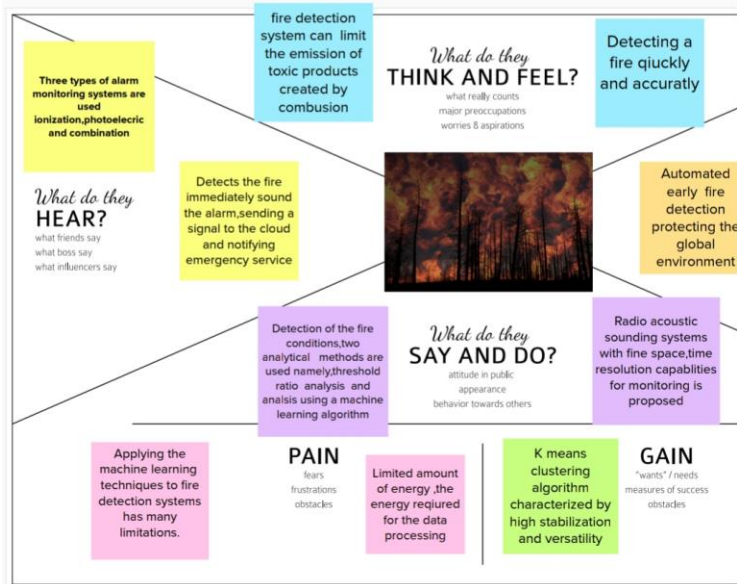 Three types of alarm
monitoring systems are
used
ionization,photoelecric
and combination
fire detection
system can limit
the emission of
toxic products
created by
combusion
What do they
THINK AND FEEL?
what really counts
major preoccupations
worries & aspirations
Detecting a
fire qiuckly
and accuratly
What do they
HEAR?
what friends say
what boss say
what influencers say
Detects the fire
immediately sound
the alarm,sending a
signal to the cloud
and notifying
emergency service
Automated
early fire
detection
protecting the
global
environment
Detection of the fire
conditions,two
analytical methods are
used namely,threshold
ratio analysis and
analsis using a machine
learning algorithm
What do they
SAY AND DO?
attitude in public
appearance
behavior towards others
Radio acoustic
sounding systems
with fine space,time
resolution capablities
for monitoring is
proposed
Applying the
machine learning
techniques to fire
detection systems
has many
limitations.
PAIN
fears
frustrations
obstacles
Limited amount
of energy ,the
energy reqiured
for the data
processing
K means
clustering
algorithm
characterized by
high stabilization
and versatility
GAIN
"wants" / needs
measures of success
obstacles